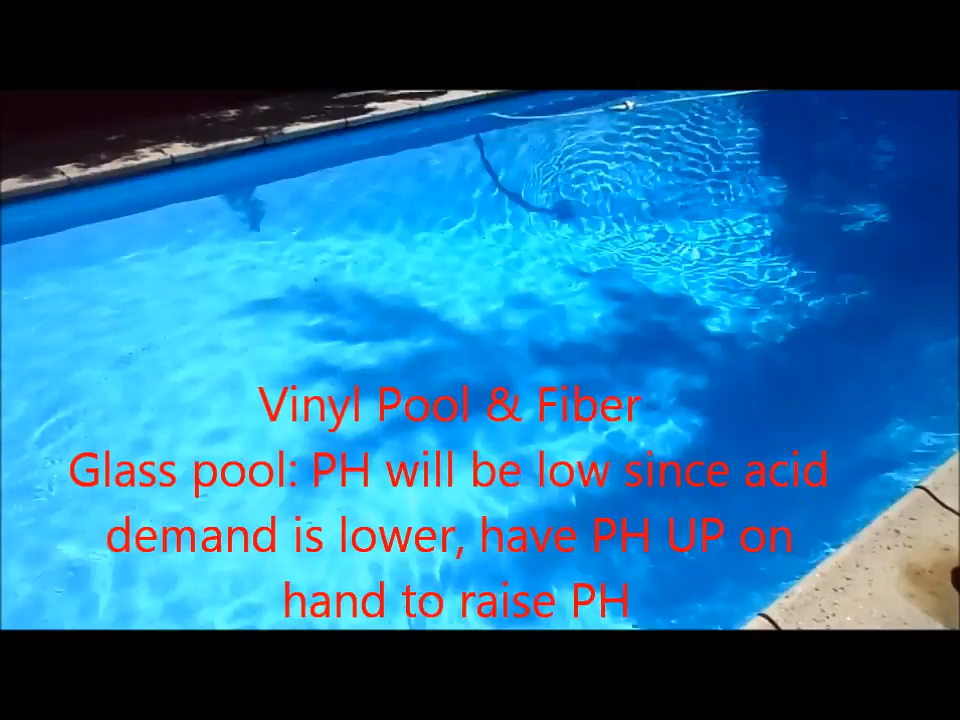 Vinyl Pool & Fiber
Glass pool: PH will be low since acid
demand is lower, have PH UP on
hand to raise PH